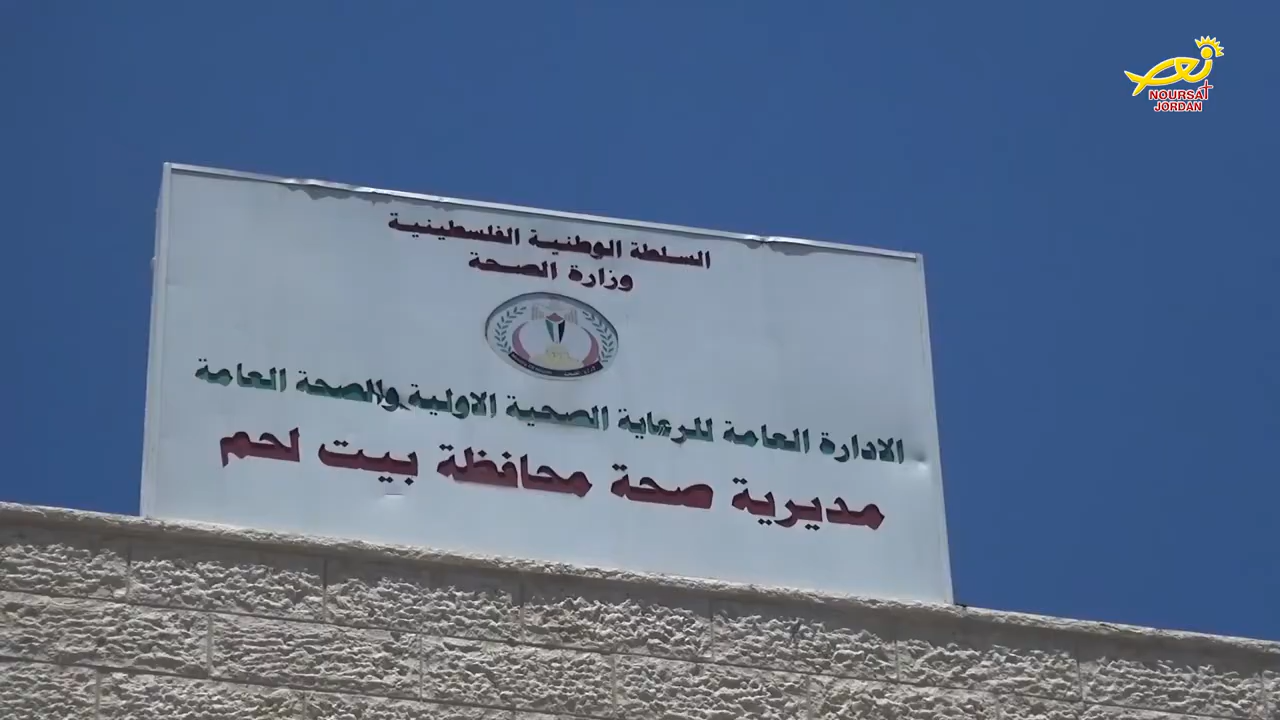 السلطة الوطنية الفلسطينية
وزارة الصحة
الادارة العامة للرعاية الصحية الاولية والصحة العامة
مديرية صحة محافظة بيت لحم
NOURSAT
JORDAN